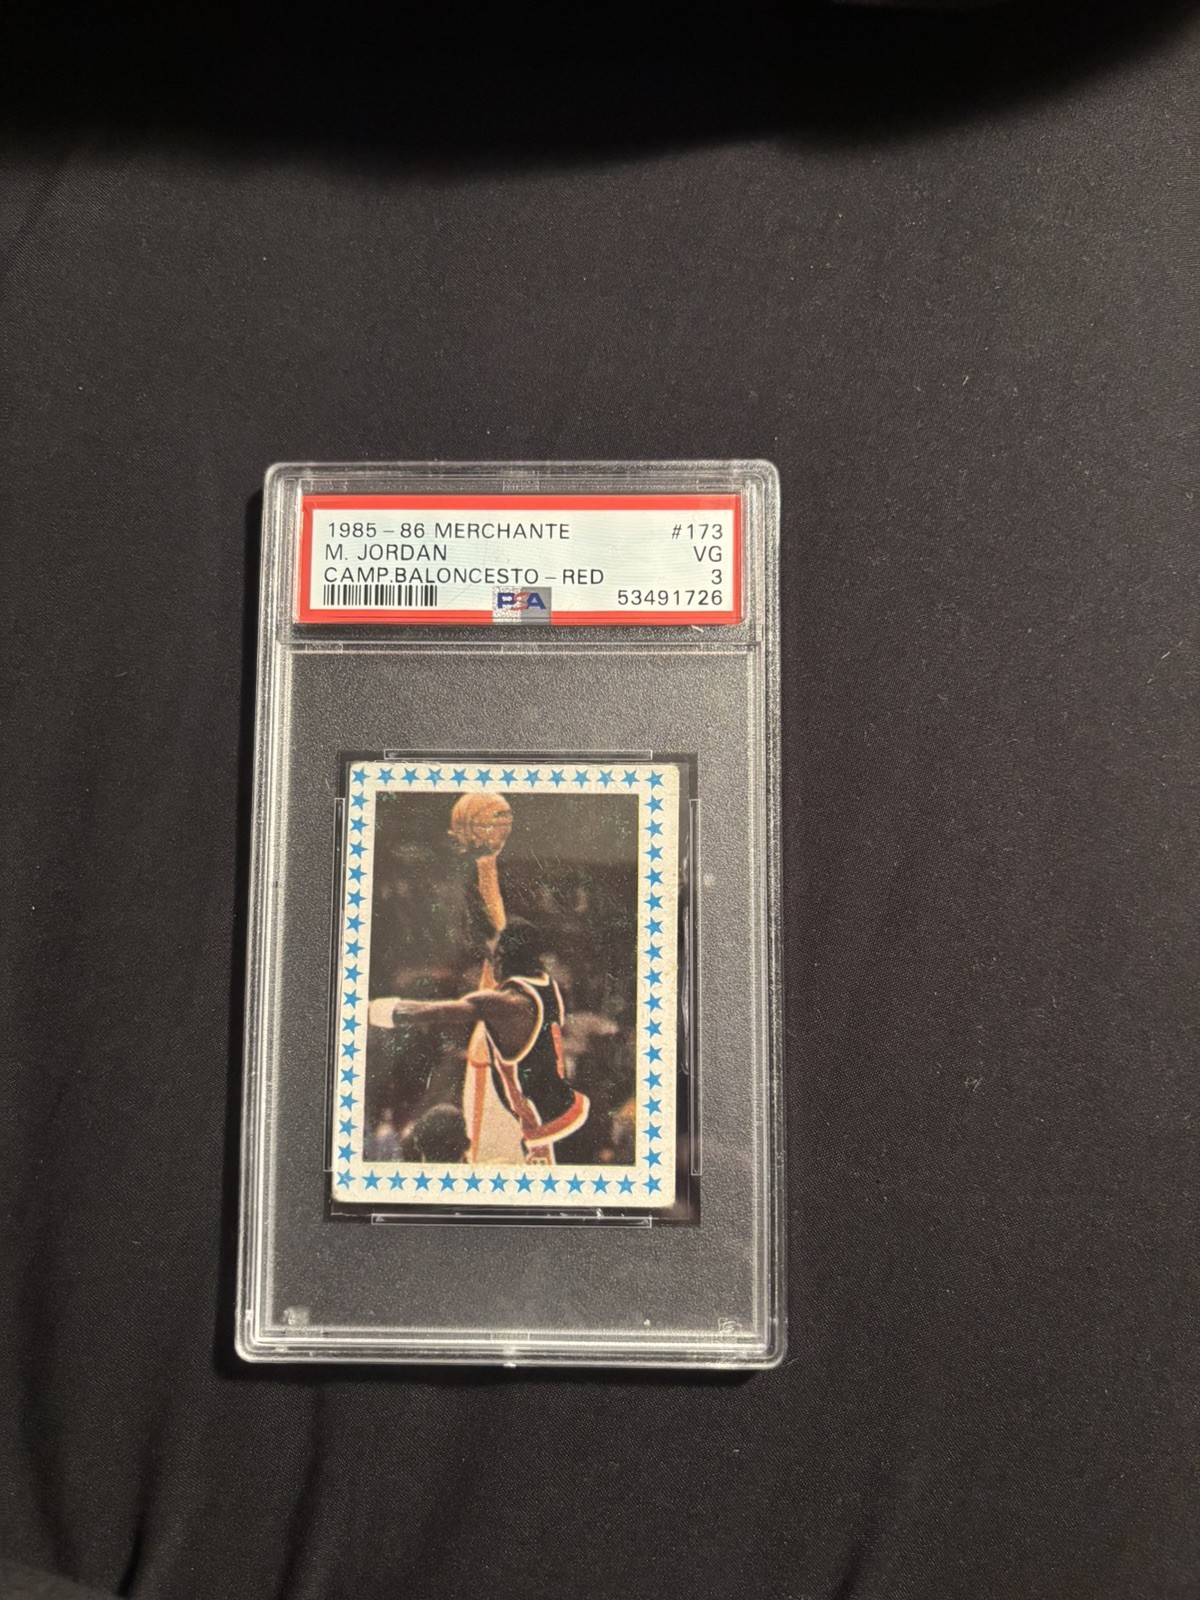 1985-86 MERCHANTE #173
M. JORDAN VG
CAMP.BALONCESTO-RED 3
PSA 53491726